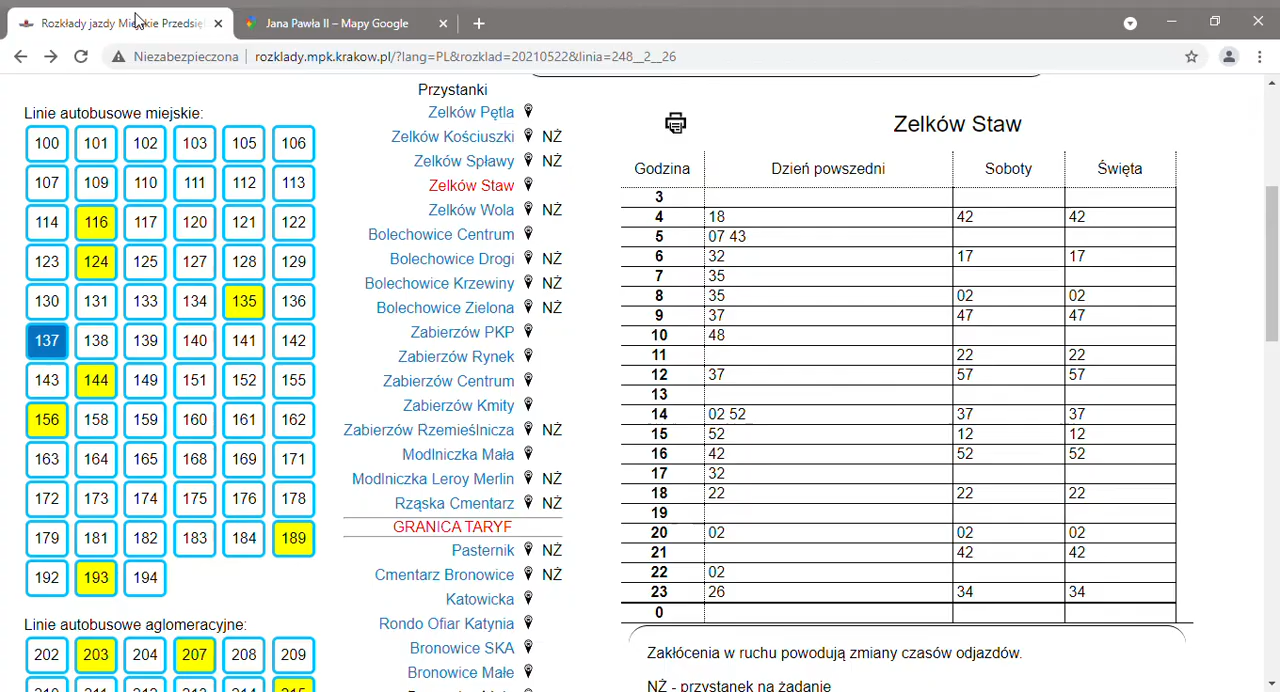 Rozkłady jazdy Miejskie Przedsię
Jana Pawła II – Mapy Google
Niezabezpieczona
rozklady.mpk.krakow.pl/?lang=PL&rozklad=20210522&linia=248__2__26
Linie autobusowe miejskie:
100 101 102 103 105 106
107 109 110 111 112 113
114 116 117 120 121 122
123 124 125 127 128 129
130 131 133 134 135 136
137 138 139 140 141 142
143 144 149 151 152 155
156 158 159 160 161 162
163 164 165 168 169 171
172 173 174 175 176 178
179 181 182 183 184 189
192 193 194
Linie autobusowe aglomeracyjne:
202 203 204 207 208 209
210 211 212 213 214 215
Przystanki
Zelków Pętla
Zelków Kościuszki NŻ
Zelków Spławy NŻ
Zelków Staw
Zelków Wola NŻ
Bolechowice Centrum
Bolechowice Drogi NŻ
Bolechowice Krzewiny NŻ
Bolechowice Zielona NŻ
Zabierzów PKP
Zabierzów Rynek
Zabierzów Centrum
Zabierzów Kmity
Zabierzów Rzemieślnicza NŻ
Modlniczka Mała
Modlniczka Leroy Merlin NŻ
Rząska Cmentarz NŻ
GRANICA TARYF
Pasternik NŻ
Cmentarz Bronowice NŻ
Katowicka
Rondo Ofiar Katynia
Bronowice SKA
Bronowice Małe
Zelków Staw
Godzina Dzień powszedni Soboty Święta
3
4 18 42 42
5 07 43
6 32 17 17
7 35
8 35 02 02
9 37 47 47
10 48
11 22 22
12 37 57 57
13
14 02 52 37 37
15 52 12 12
16 42 52 52
17 32
18 22 22 22
19
20 02 02 02
21 42 42
22 02
23 26 34 34
0
Zakłócenia w ruchu powodują zmiany czasów odjazdów.
NŻ - przystanek na żądanie